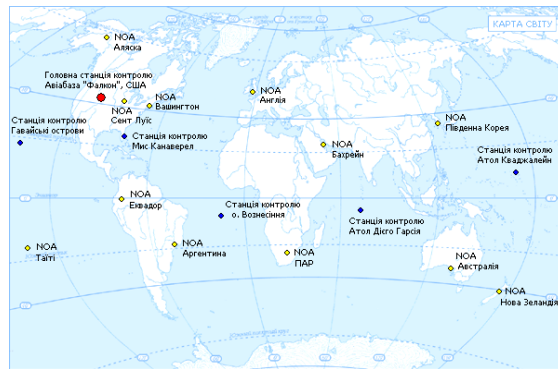 КАРТА СВІТУ
NOA
Аляска
Головна станція контролю
Авіабаза "Фалкон", США
NOA
Вашингтон
NOA
Сент Луїс
NOA
Англія
Станція контролю
Гавайські острови
Станція контролю
Мис Канаверел
NOA
Південна Корея
NOA
Бахрейн
Станція контролю
Атол Кваджалейн
NOA
Еквадор
Станція контролю
о. Вознесіння
Станція контролю
Атол Дієго Гарсія
NOA
Таїті
NOA
Аргентина
NOA
ПАР
NOA
Австралія
NOA
Нова Зеландія